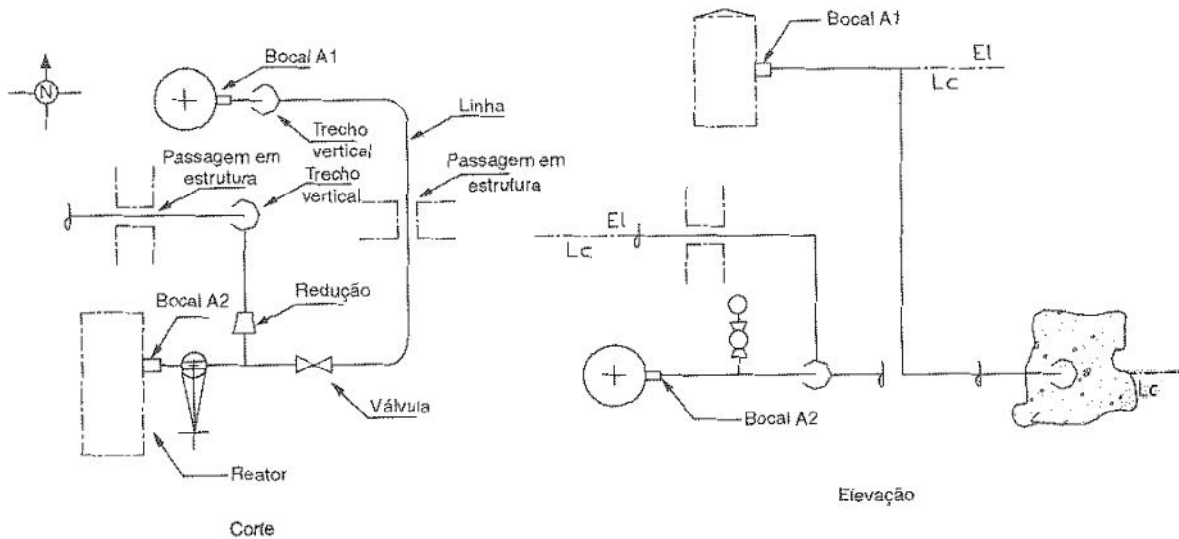 N
Bocal A1
Linha
Trecho
vertical
Passagem em
estrutura
Trecho
vertical
Passagem em
estrutura
Bocal A2
Redução
Válvula
Reator
Corte
Bocal A1
El
Lc
El
Lc
Bocal A2
Lc
Elevação